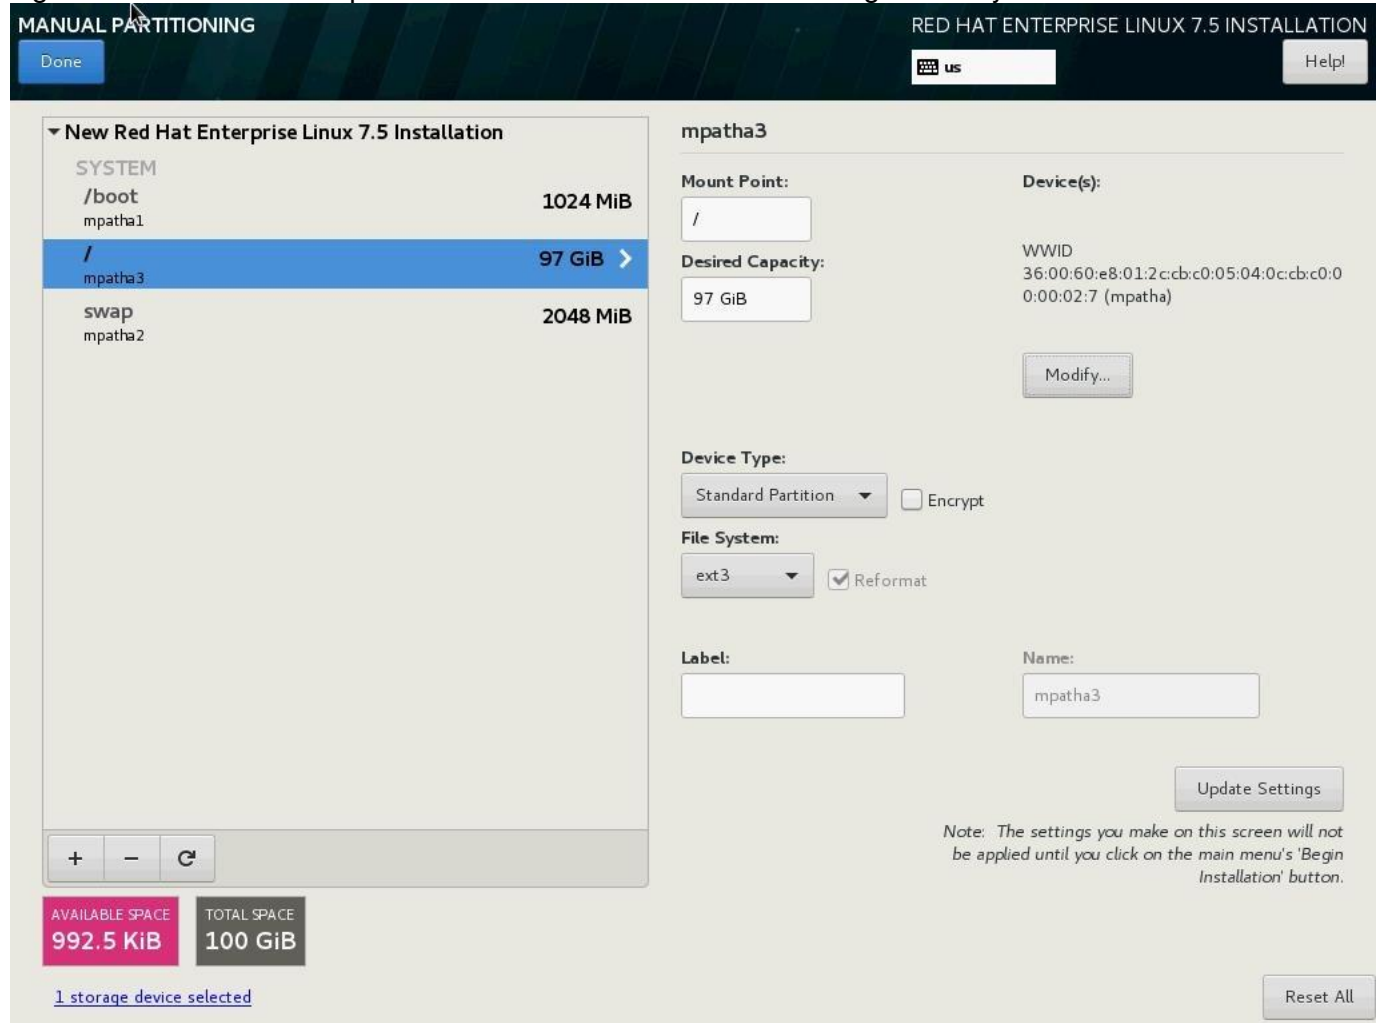 MANUAL PARTITIONING
RED HAT ENTERPRISE LINUX 7.5 INSTALLATION
Done
us
Help!
New Red Hat Enterprise Linux 7.5 Installation
SYSTEM
/boot
1024 MiB
mpatha1
/
97 GiB
mpatha3
swap
2048 MiB
mpatha2
mpatha3
Mount Point:
Device(s):
/
WWID
Desired Capacity:
36:00:60:e8:01:2c:cb:c0:05:04:0c:cb:c0:0
97 GiB
0:00:02:7 (mpatha)
Modify...
Device Type:
Standard Partition
Encrypt
File System:
ext3
Reformat
Label:
Name:
mpatha3
Update Settings
Note: The settings you make on this screen will not
be applied until you click on the main menu's 'Begin
Installation' button.
+ −
AVAILABLE SPACE
992.5 KiB
TOTAL SPACE
100 GiB
1 storage device selected
Reset All